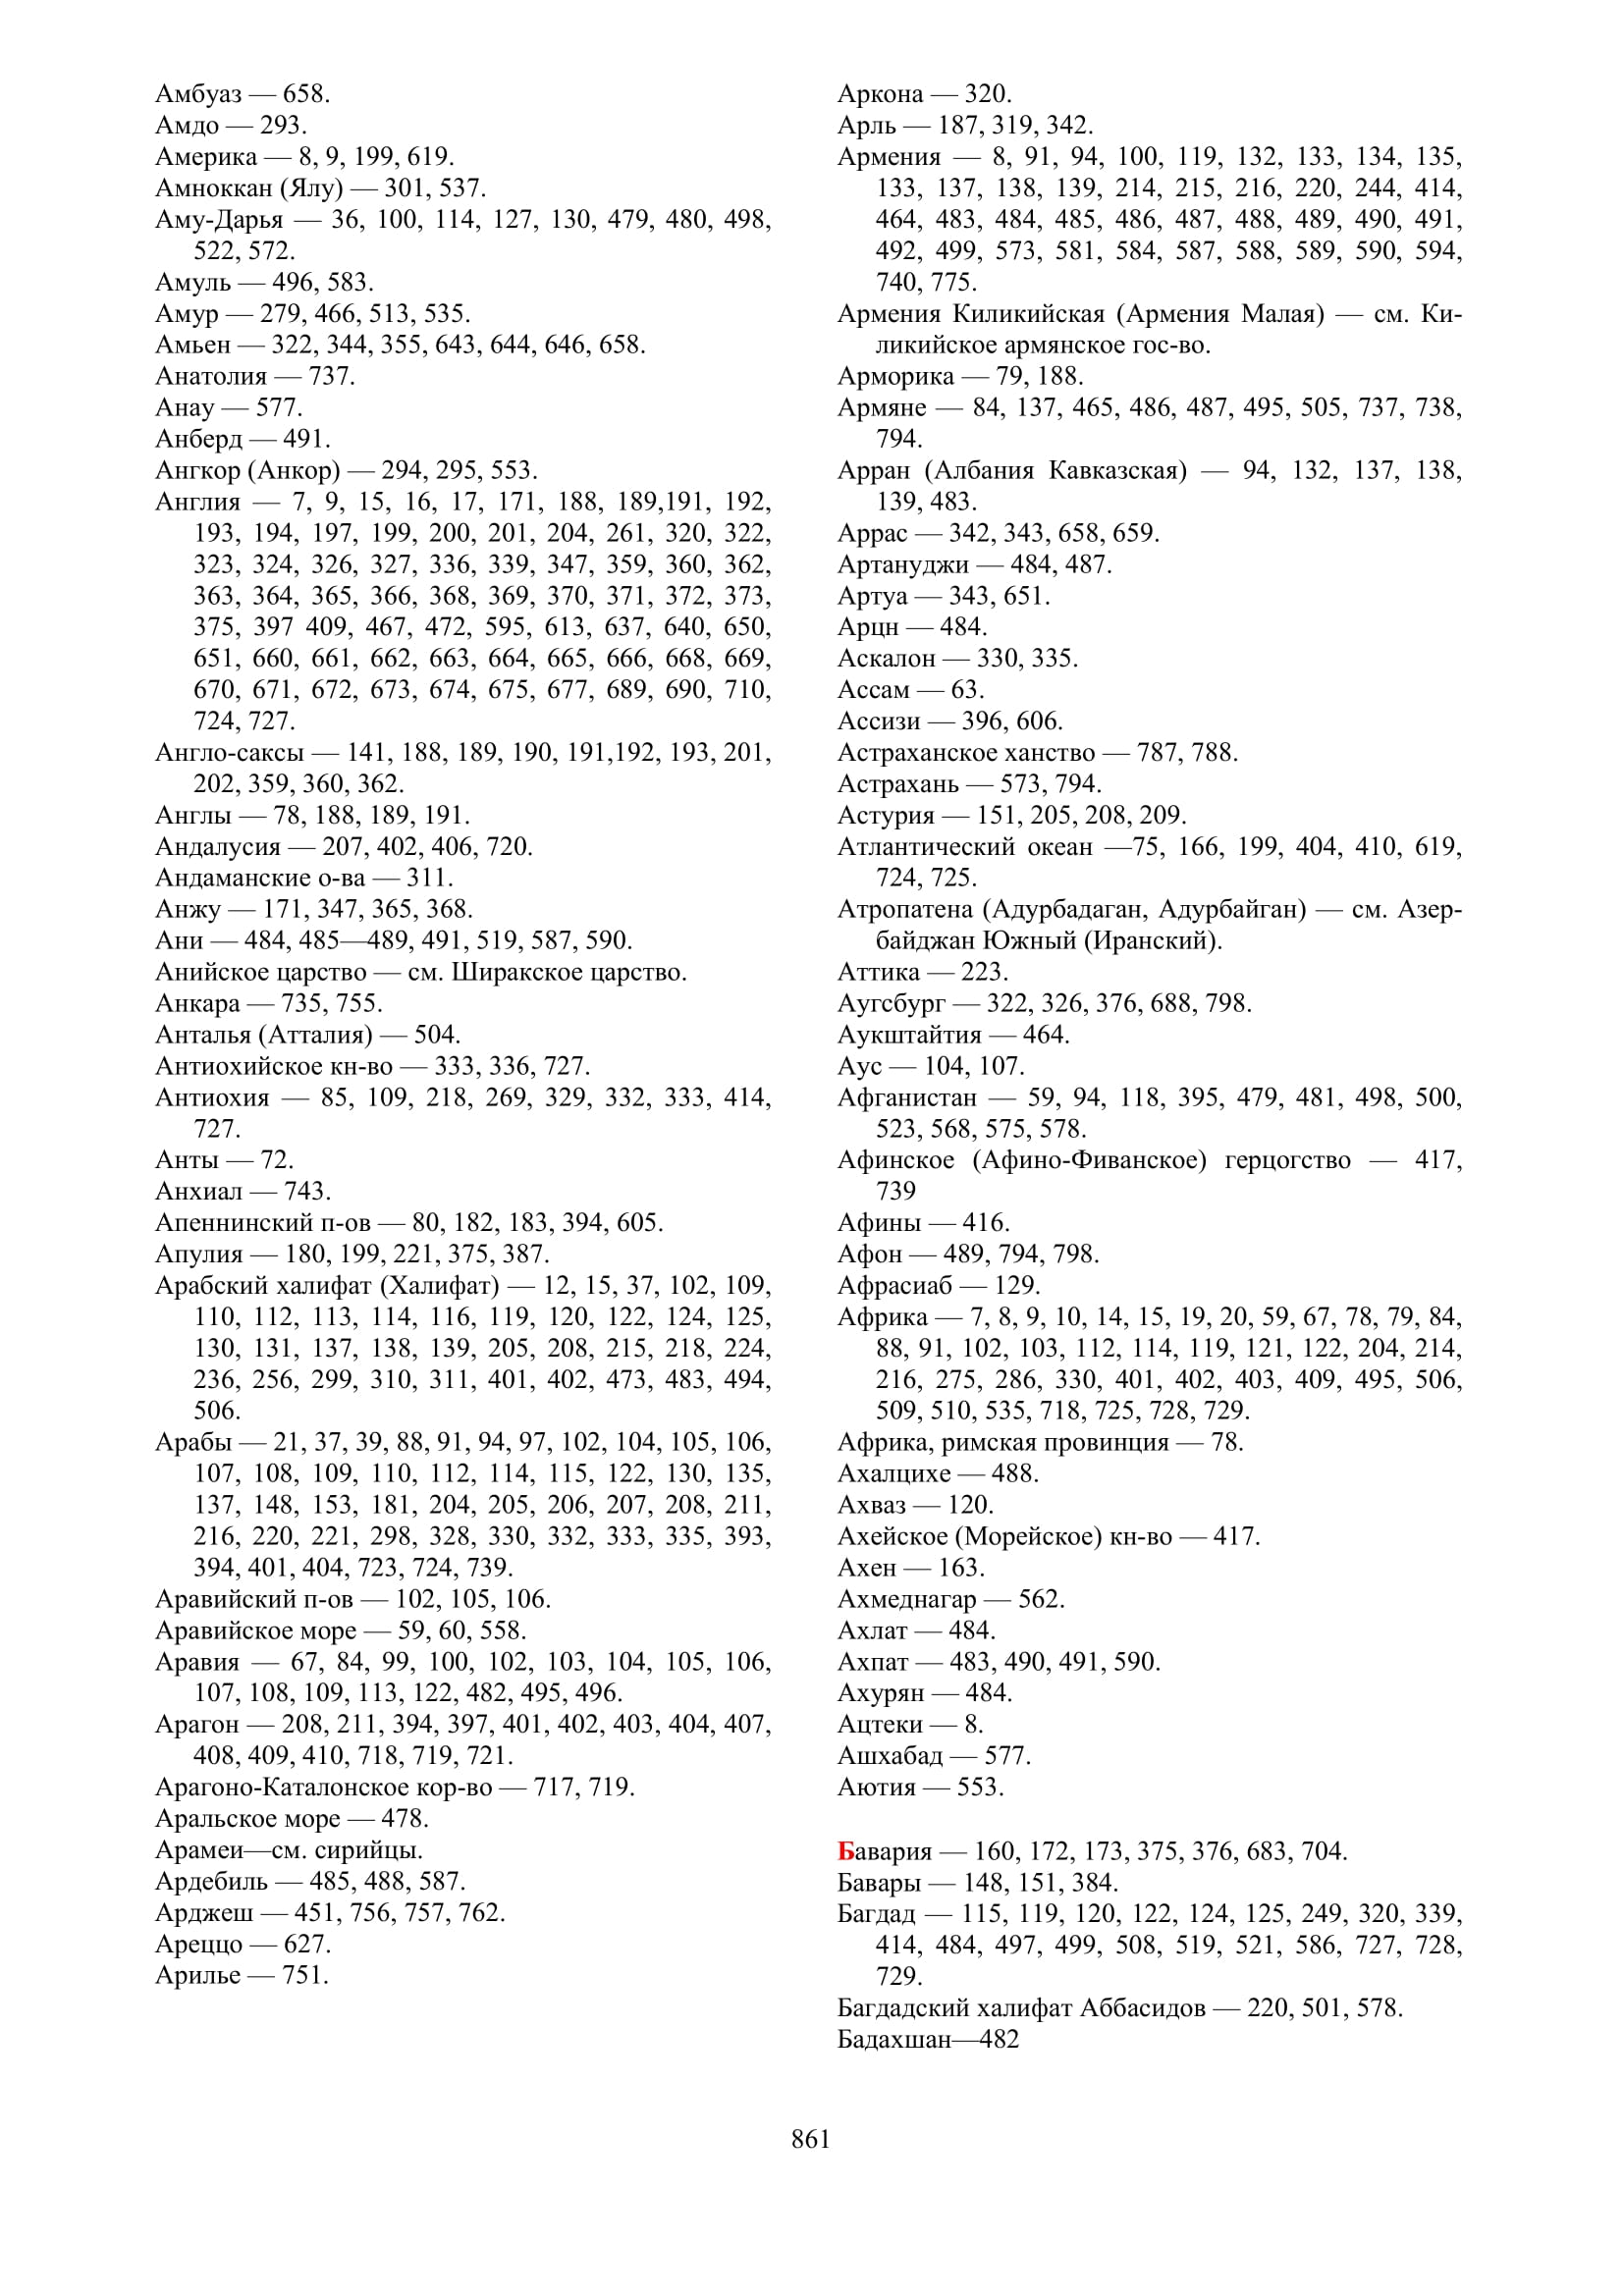 Амбуаз — 658.
Амдо — 293.
Америка — 8, 9, 199, 619.
Амноккан (Ялу) — 301, 537.
Аму-Дарья — 36, 100, 114, 127, 130, 479, 480, 498,
522, 572.
Амуль — 496, 583.
Амур — 279, 466, 513, 535.
Амьен — 322, 344, 355, 643, 644, 646, 658.
Анатолия — 737.
Анау — 577.
Анберд — 491.
Ангкор (Анкор) — 294, 295, 553.
Англия — 7, 9, 15, 16, 17, 171, 188, 189,191, 192,
193, 194, 197, 199, 200, 201, 204, 261, 320, 322,
323, 324, 326, 327, 336, 339, 347, 359, 360, 362,
363, 364, 365, 366, 368, 369, 370, 371, 372, 373,
375, 397 409, 467, 472, 595, 613, 637, 640, 650,
651, 660, 661, 662, 663, 664, 665, 666, 668, 669,
670, 671, 672, 673, 674, 675, 677, 689, 690, 710,
724, 727.
Англо-саксы — 141, 188, 189, 190, 191,192, 193, 201,
202, 359, 360, 362.
Англы — 78, 188, 189, 191.
Андалусия — 207, 402, 406, 720.
Андаманские о-ва — 311.
Анжу — 171, 347, 365, 368.
Ани — 484, 485—489, 491, 519, 587, 590.
Анийское царство — см. Ширакское царство.
Анкара — 735, 755.
Анталья (Атталия) — 504.
Антиохийское кн-во — 333, 336, 727.
Антиохия — 85, 109, 218, 269, 329, 332, 333, 414,
727.
Анты — 72.
Анхиал — 743.
Апеннинский п-ов — 80, 182, 183, 394, 605.
Апулия — 180, 199, 221, 375, 387.
Арабский халифат (Халифат) — 12, 15, 37, 102, 109,
110, 112, 113, 114, 116, 119, 120, 122, 124, 125,
130, 131, 137, 138, 139, 205, 208, 215, 218, 224,
236, 256, 299, 310, 311, 401, 402, 473, 483, 494,
506.
Арабы — 21, 37, 39, 88, 91, 94, 97, 102, 104, 105, 106,
107, 108, 109, 110, 112, 114, 115, 122, 130, 135,
137, 148, 153, 181, 204, 205, 206, 207, 208, 211,
216, 220, 221, 298, 328, 330, 332, 333, 335, 393,
394, 401, 404, 723, 724, 739.
Аравийский п-ов — 102, 105, 106.
Аравийское море — 59, 60, 558.
Аравия — 67, 84, 99, 100, 102, 103, 104, 105, 106,
107, 108, 109, 113, 122, 482, 495, 496.
Арагон — 208, 211, 394, 397, 401, 402, 403, 404, 407,
408, 409, 410, 718, 719, 721.
Арагоно-Каталонское кор-во — 717, 719.
Аральское море — 478.
Арамеи—см. сирийцы.
Ардебиль — 485, 488, 587.
Арджеш — 451, 756, 757, 762.
Ареццо — 627.
Арилье — 751.
Аркона — 320.
Арль — 187, 319, 342.
Армения — 8, 91, 94, 100, 119, 132, 133, 134, 135,
133, 137, 138, 139, 214, 215, 216, 220, 244, 414,
464, 483, 484, 485, 486, 487, 488, 489, 490, 491,
492, 499, 573, 581, 584, 587, 588, 589, 590, 594,
740, 775.
Армения Киликийская (Армения Малая) — см. Ки-
ликийское армянское гос-во.
Арморика — 79, 188.
Армяне — 84, 137, 465, 486, 487, 495, 505, 737, 738,
794.
Арран (Албания Кавказская) — 94, 132, 137, 138,
139, 483.
Аррас — 342, 343, 658, 659.
Артануджи — 484, 487.
Артуа — 343, 651.
Арцн — 484.
Аскалон — 330, 335.
Ассам — 63.
Ассизи — 396, 606.
Астраханское ханство — 787, 788.
Астрахань — 573, 794.
Астурия — 151, 205, 208, 209.
Атлантический океан —75, 166, 199, 404, 410, 619,
724, 725.
Атропатена (Адурбадаган, Адурбайган) — см. Азер-
байджан Южный (Иранский).
Аттика — 223.
Аугсбург — 322, 326, 376, 688, 798.
Аукштайтия — 464.
Аус — 104, 107.
Афганистан — 59, 94, 118, 395, 479, 481, 498, 500,
523, 568, 575, 578.
Афинское (Афино-Фиванское) герцогство — 417,
739
Афины — 416.
Афон — 489, 794, 798.
Афрасиаб — 129.
Африка — 7, 8, 9, 10, 14, 15, 19, 20, 59, 67, 78, 79, 84,
88, 91, 102, 103, 112, 114, 119, 121, 122, 204, 214,
216, 275, 286, 330, 401, 402, 403, 409, 495, 506,
509, 510, 535, 718, 725, 728, 729.
Африка, римская провинция — 78.
Ахалцихе — 488.
Ахваз — 120.
Ахейское (Морейское) кн-во — 417.
Ахен — 163.
Ахмеднагар — 562.
Ахлат — 484.
Ахпат — 483, 490, 491, 590.
Ахурян — 484.
Ацтеки — 8.
Ашхабад — 577.
Аютия — 553.
Бавария — 160, 172, 173, 375, 376, 683, 704.
Бавары — 148, 151, 384.
Багдад — 115, 119, 120, 122, 124, 125, 249, 320, 339,
414, 484, 497, 499, 508, 519, 521, 586, 727, 728,
729.
Багдадский халифат Аббасидов — 220, 501, 578.
Бадахшан—482
861